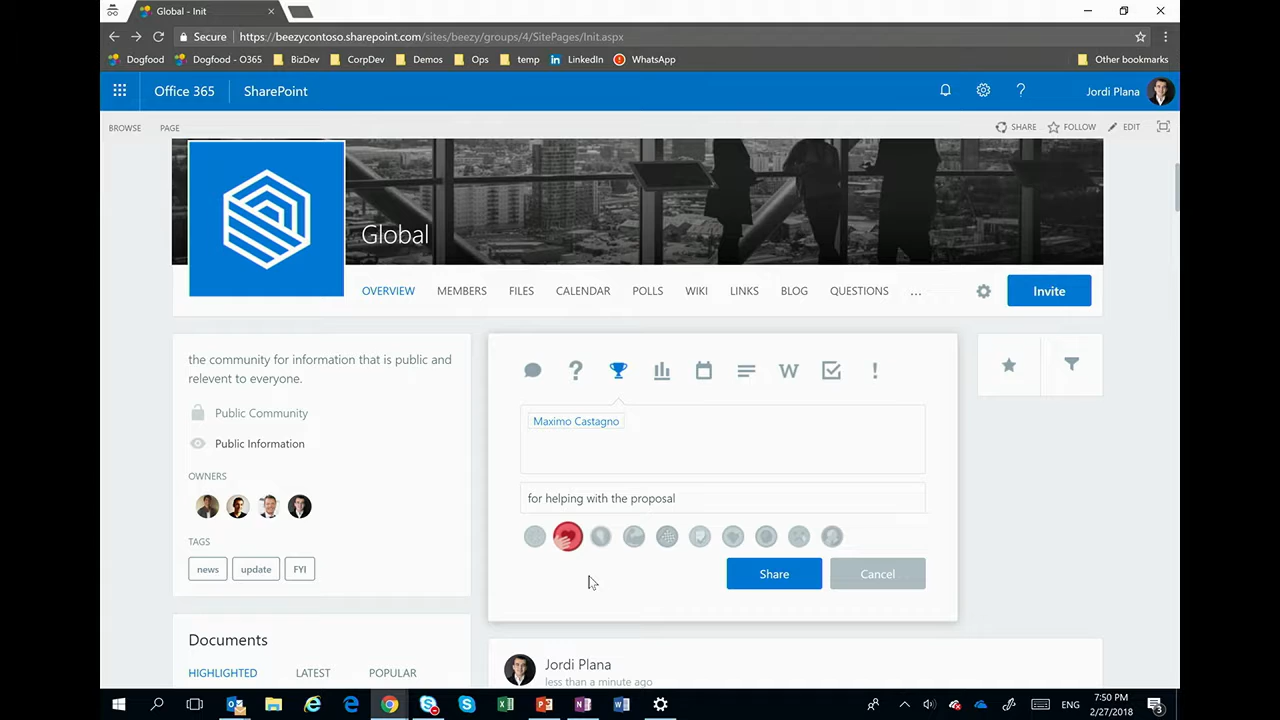 Global - Init
Secure
https://beezycontoso.sharepoint.com/sites/beezy/groups/4/SitePages/Init.aspx
Dogfood
Dogfood - O365
BizDev
CorpDev
Demos
Ops
temp
LinkedIn
WhatsApp
Other bookmarks
Office 365
SharePoint
Jordi Plana
BROWSE
PAGE
SHARE
FOLLOW
EDIT
Global
OVERVIEW
MEMBERS
FILES
CALENDAR
POLLS
WIKI
LINKS
BLOG
QUESTIONS
...
Invite
the community for information that is public and
relevent to everyone.
Public Community
Public Information
OWNERS
TAGS
news
update
FYI
Documents
HIGHLIGHTED
LATEST
POPULAR
Maximo Castagno
for helping with the proposal
Share
Cancel
Jordi Plana
less than a minute ago
ENG
7:50 PM
2/27/2018
3